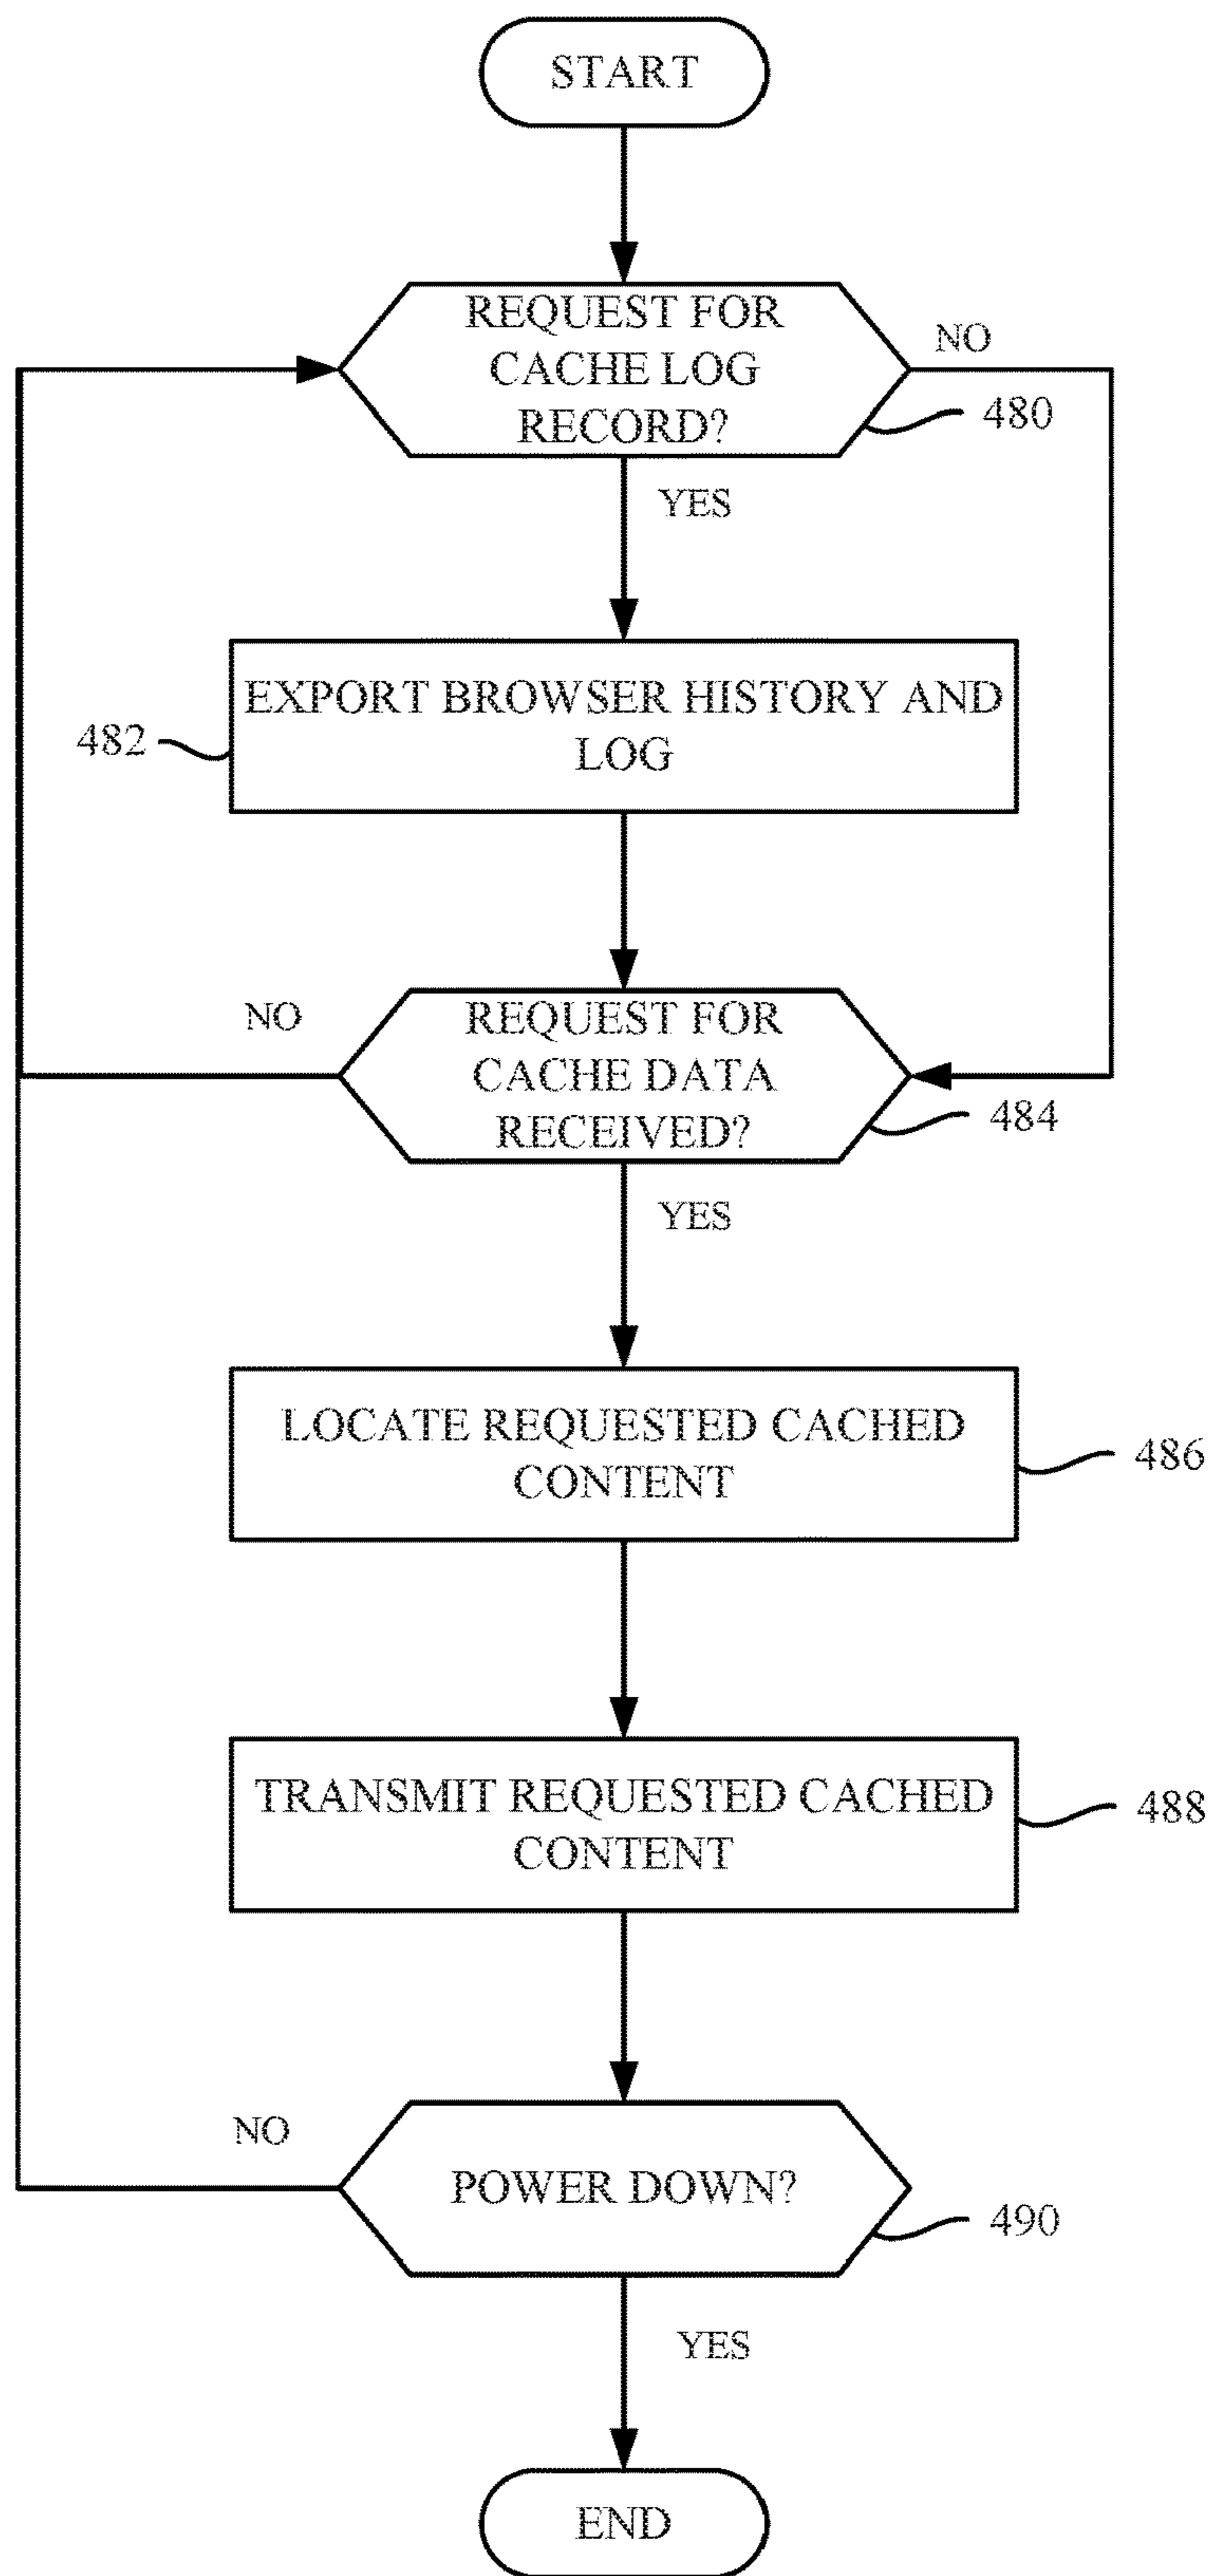 START
REQUEST FOR
CACHE LOG
RECORD?
NO
480
YES
EXPORT BROWSER HISTORY AND
LOG
482
NO
REQUEST FOR
CACHE DATA
RECEIVED?
484
YES
LOCATE REQUESTED CACHED
CONTENT
486
TRANSMIT REQUESTED CACHED
CONTENT
488
NO
POWER DOWN?
490
YES
END